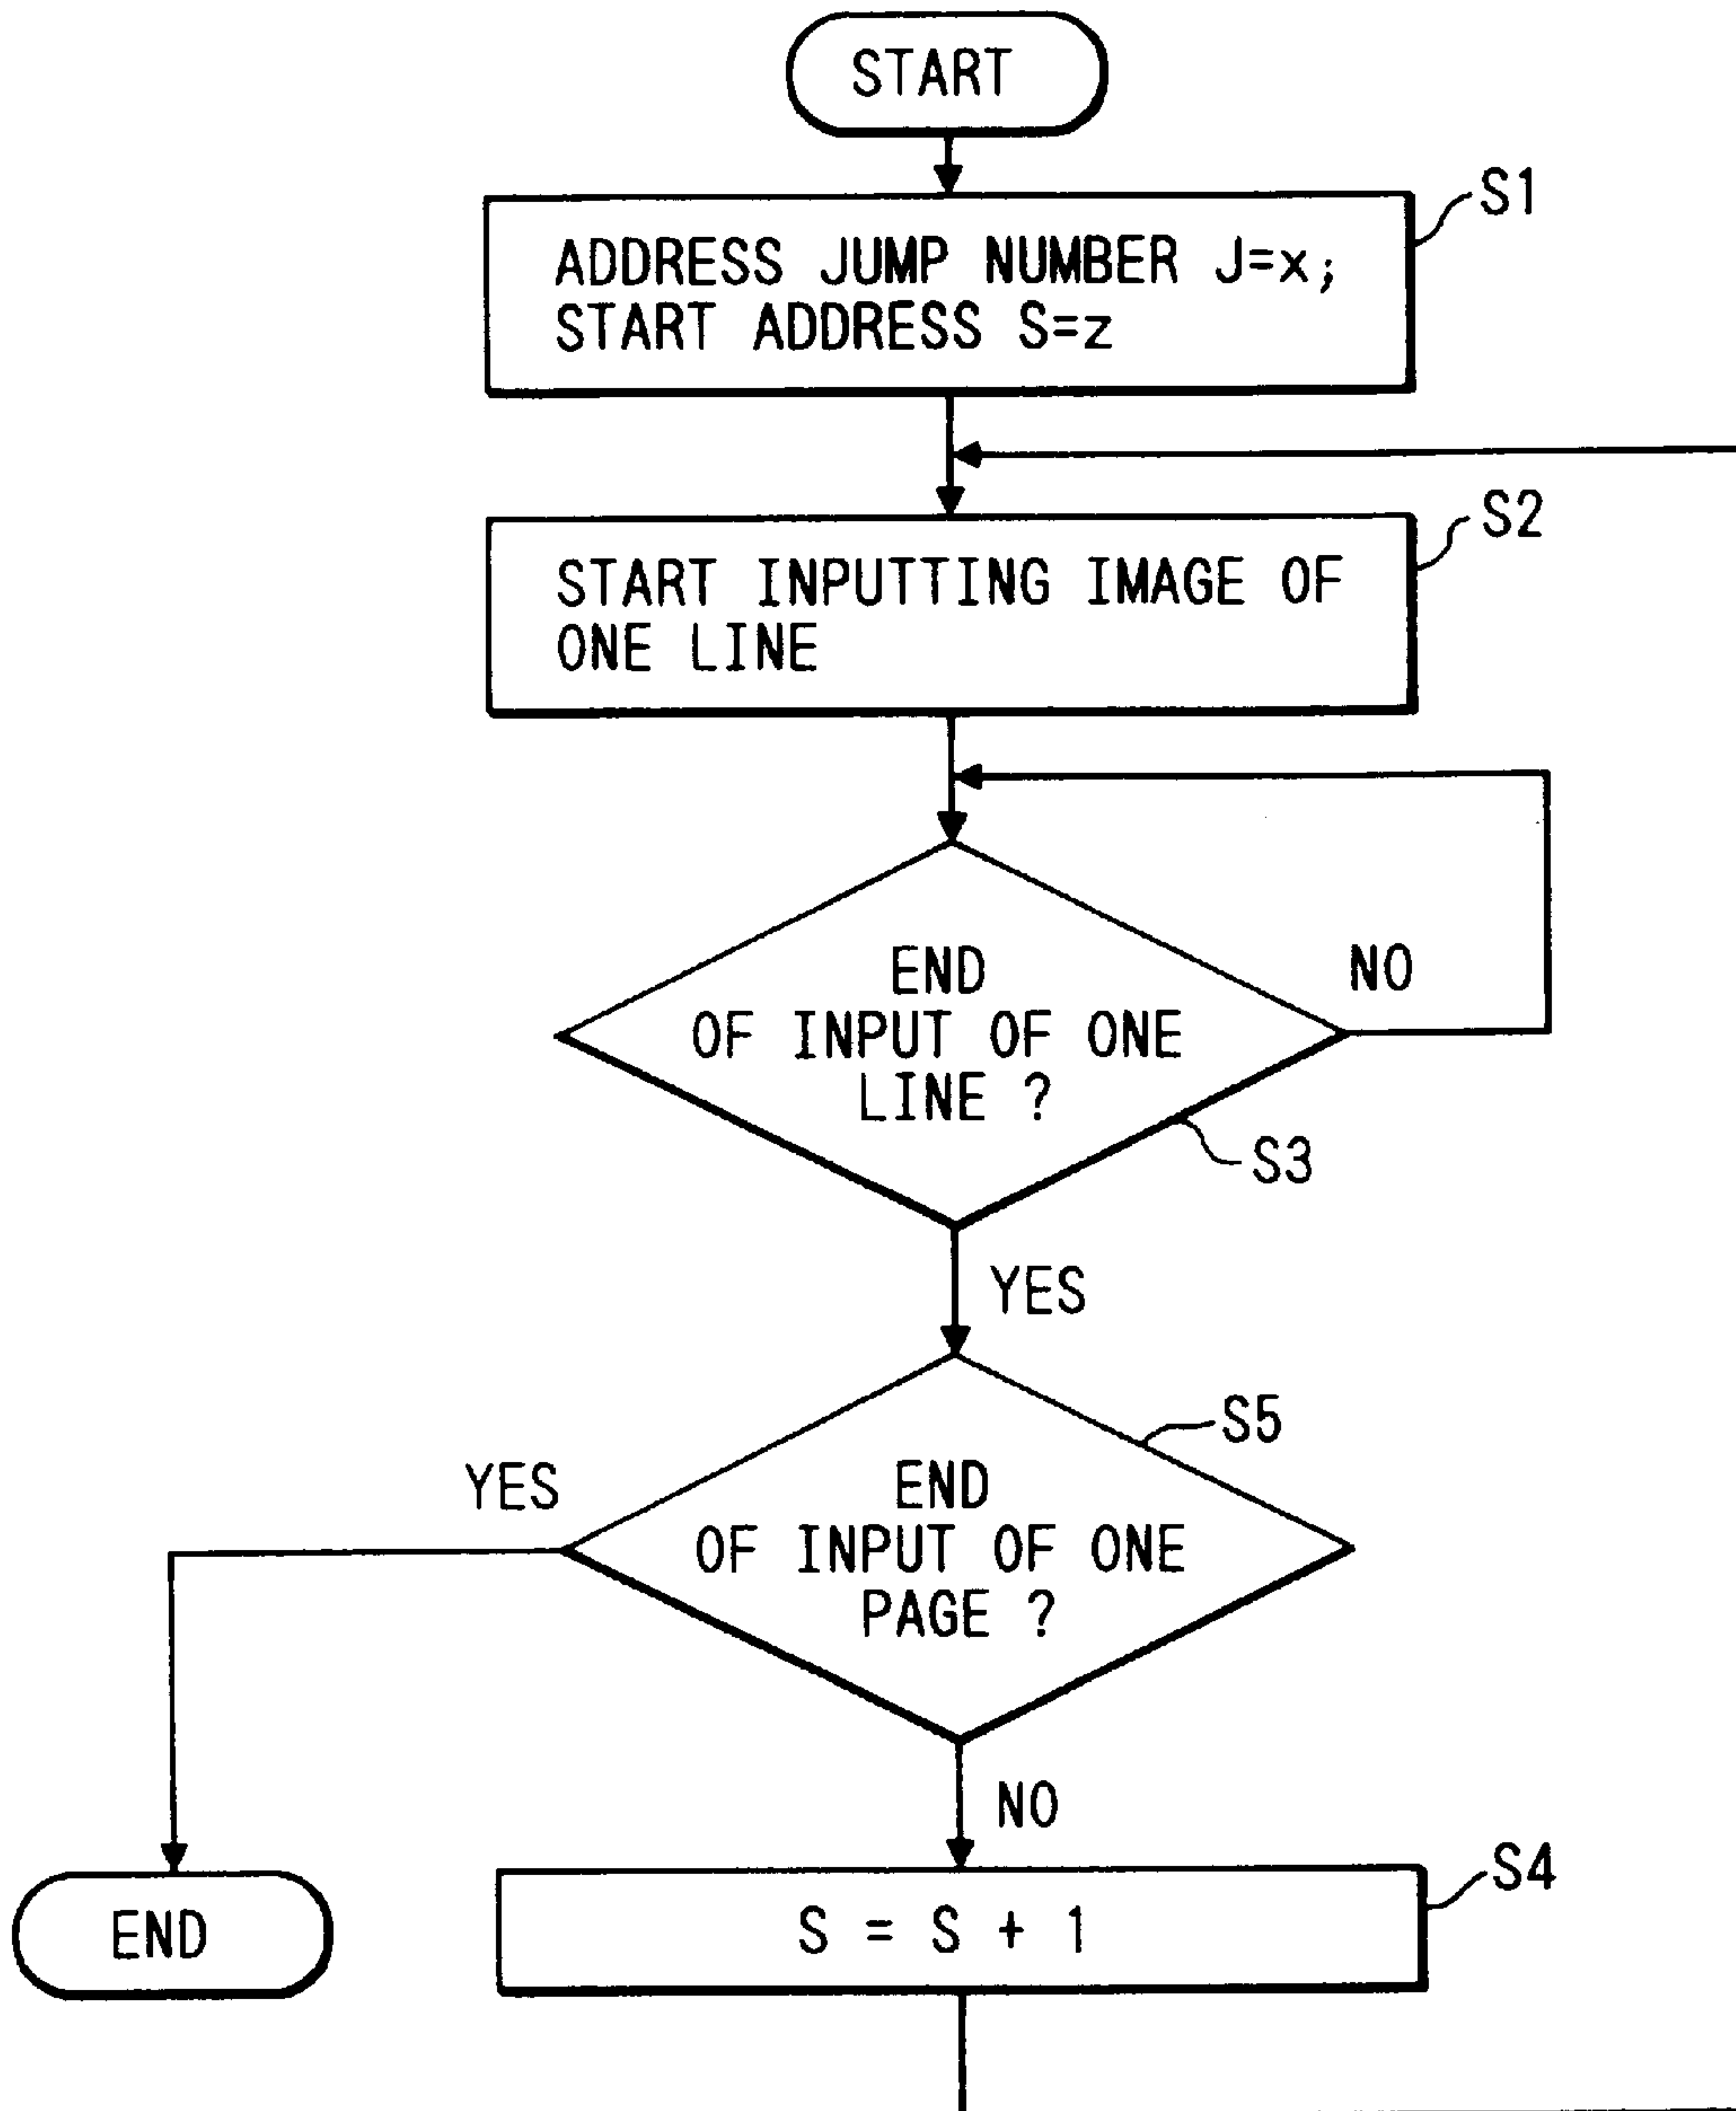 START
S1
ADDRESS JUMP NUMBER J=x;
START ADDRESS S=z
S2
START INPUTTING IMAGE OF
ONE LINE
END
OF INPUT OF ONE
LINE ?
NO
S3
YES
S5
END
OF INPUT OF ONE
PAGE ?
YES
NO
S4
S = S + 1
END